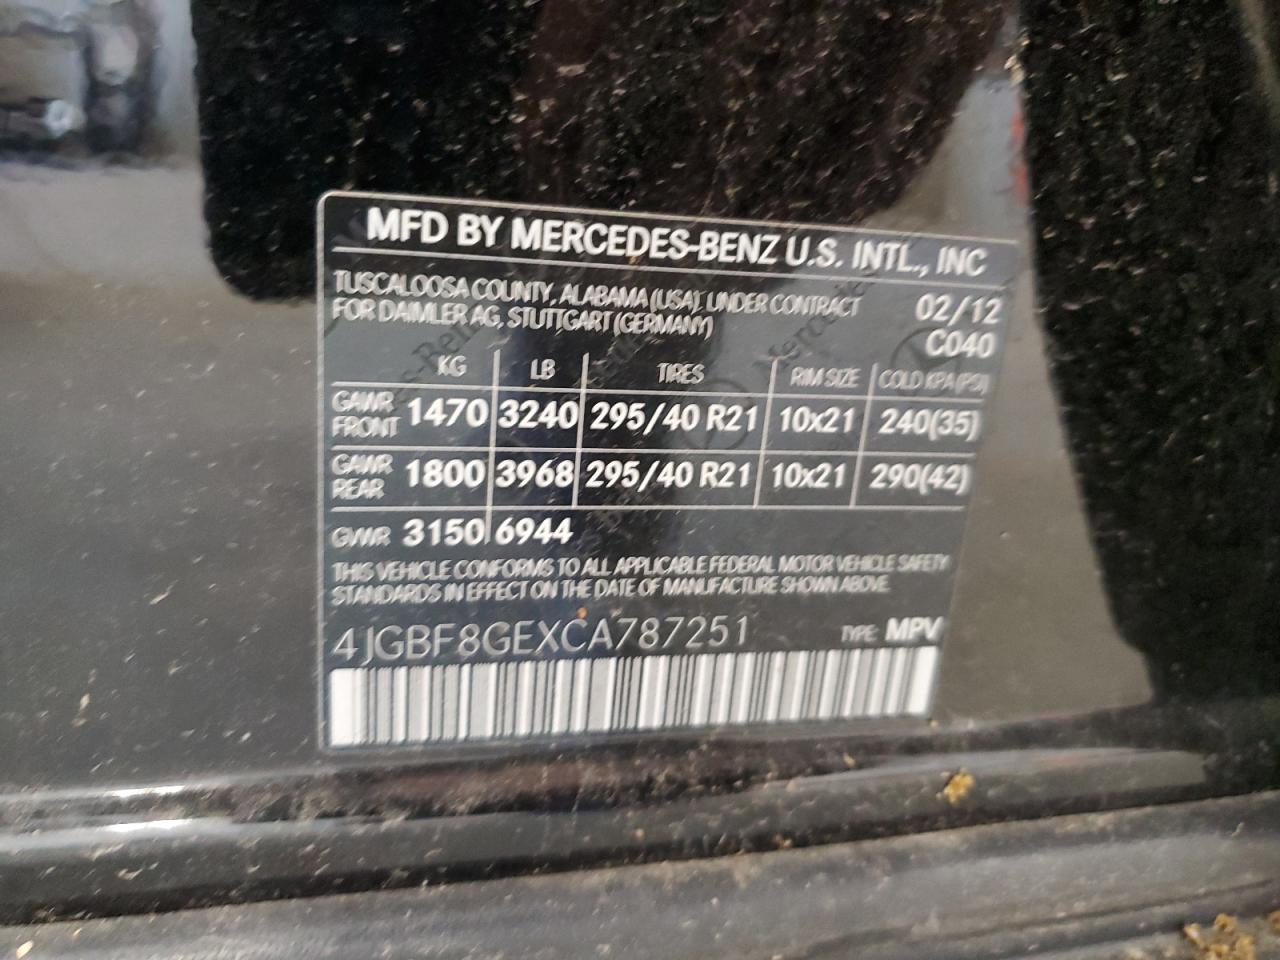 MFD BY MERCEDES-BENZ U.S. INTL., INC
TUSCALOOSA COUNTY, ALABAMA (USA) UNDER CONTRACT
FOR DAIMLER AG, STUTTGART (GERMANY)
02/12
C040
KG LB TIRES RIM SIZE COLD KPA (PSI)
GAWR FRONT 1470 3240 295/40 R21 10x21 240(35)
GAWR REAR 1800 3968 295/40 R21 10x21 290(42)
GVWR 3150 6944
THIS VEHICLE CONFORMS TO ALL APPLICABLE FEDERAL MOTOR VEHICLE SAFETY
STANDARDS IN EFFECT ON THE DATE OF MANUFACTURE SHOWN ABOVE
4JGBF8GEXCA787251 TYPE: MPV